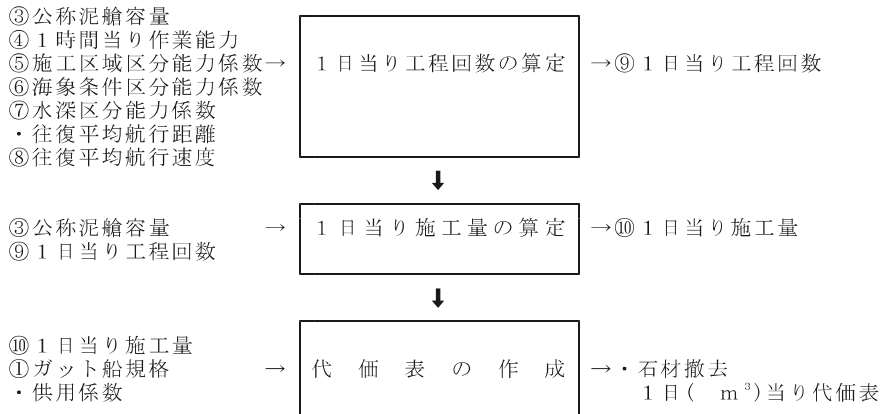 ③公称泥艙容量
④１時間当り作業能力
⑤施工区域区分能力係数→　１日当り工程回数の算定　→⑨１日当り工程回数
⑥海象条件区分能力係数
⑦水深区分能力係数
・往復平均航行距離
⑧往復平均航行速度
⬇
③公称泥艙容量　→　１日当り施工量の算定　→⑩１日当り施工量
⑨１日当り工程回数
⬇
⑩１日当り施工量
①ガット船規格　→　代価表の作成　→・石材撤去
・供用係数　１日(　ｍ³)当り代価表